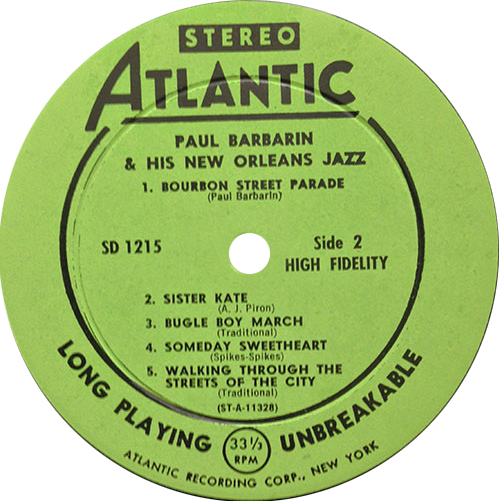 STEREO
ATLANTIC
PAUL BARBARIN
& HIS NEW ORLEANS JAZZ
1. BOURBON STREET PARADE
(Paul Barbarin)
SD 1215
Side 2
HIGH FIDELITY
2. SISTER KATE
(A. J. Piron)
3. BUGLE BOY MARCH
(Traditional)
4. SOMEDAY SWEETHEART
(Spikes-Spikes)
5. WALKING THROUGH THE
STREETS OF THE CITY
(Traditional)
(ST-A-11328)
LONG PLAYING 33⅓ RPM UNBREAKABLE
ATLANTIC RECORDING CORP., NEW YORK